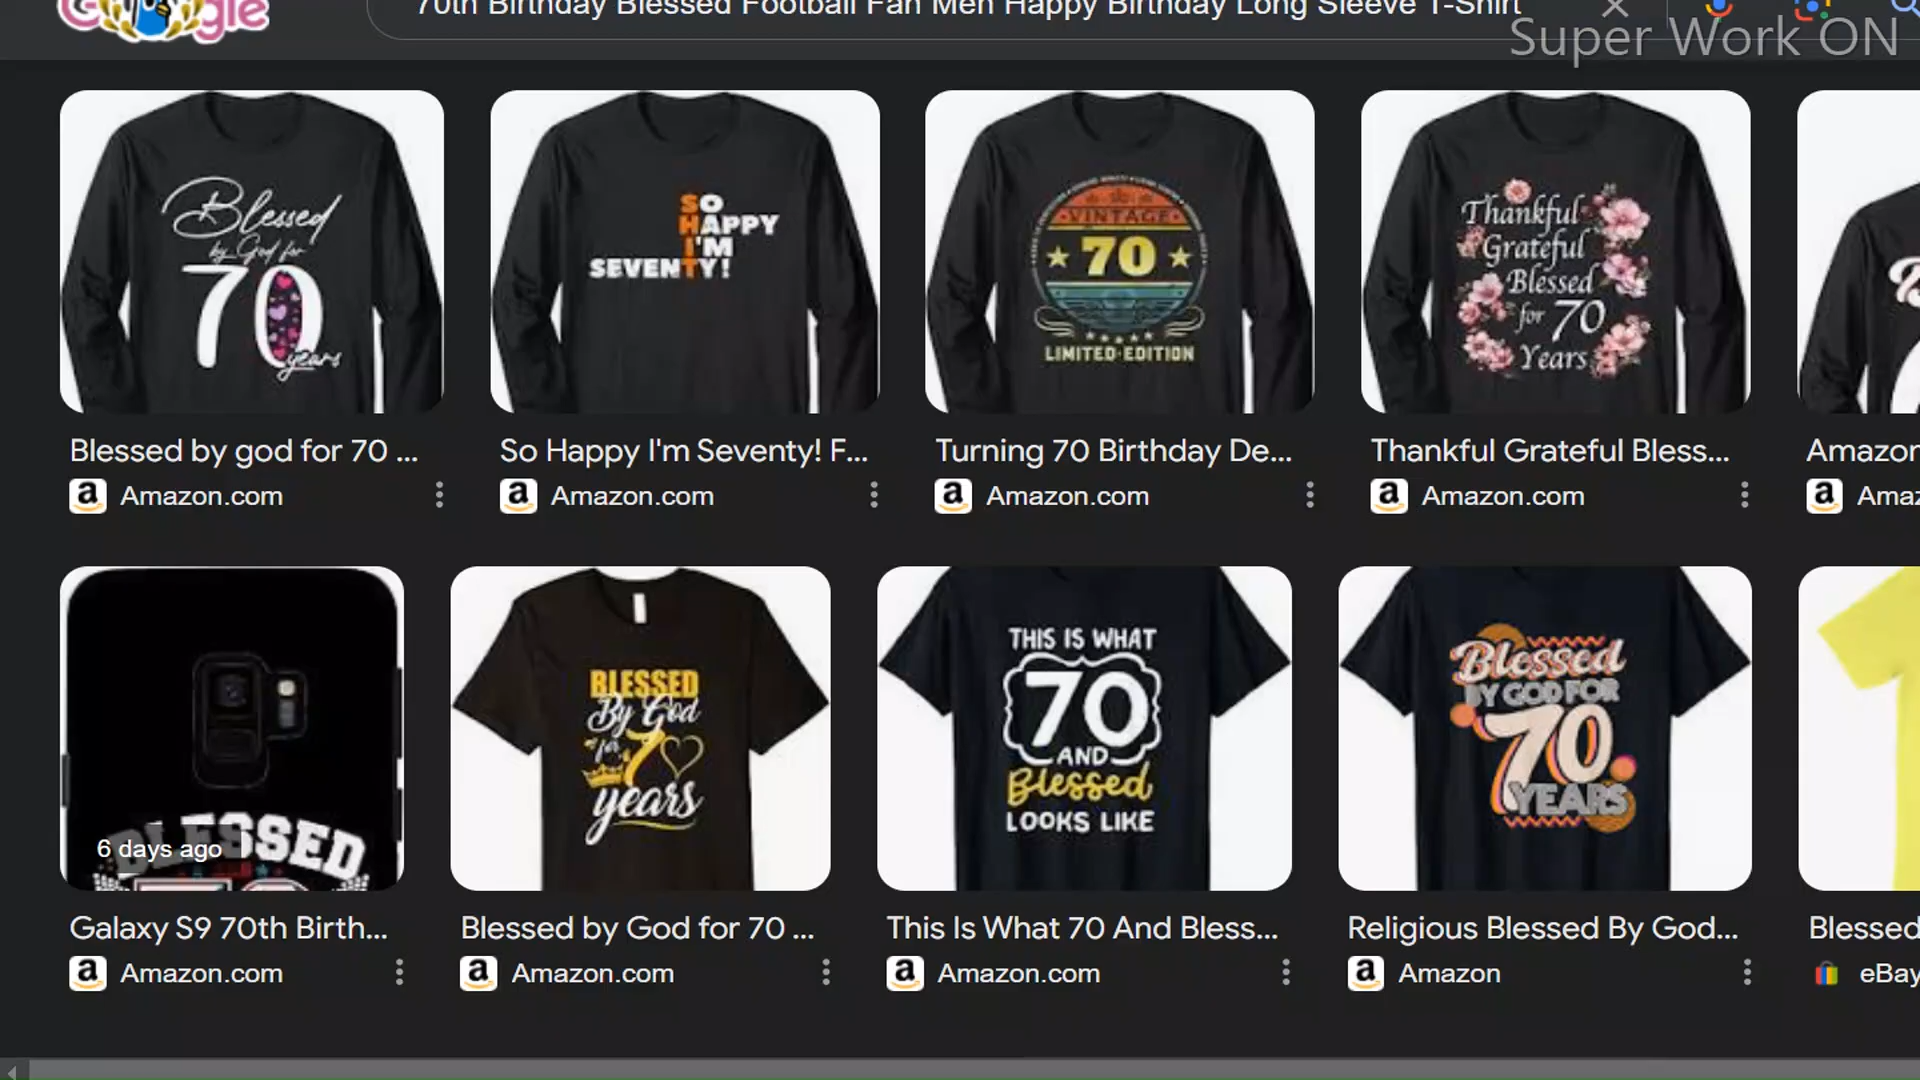 Google
70th Birthday Blessed Football Fan Men Happy Birthday Long Sleeve T-Shirt
Super Work ON
Blessed
by God for
70
years
SO
HAPPY
I'M
SEVENTY!
VINTAGE
70
LIMITED EDITION
Thankful
Grateful
Blessed
for 70
Years
Blessed by god for 70 ...
Amazon.com
So Happy I'm Seventy! F...
Amazon.com
Turning 70 Birthday De...
Amazon.com
Thankful Grateful Bless...
Amazon.com
Amazon
Amaz
BLESSED
6 days ago
BLESSED
By God
for 70
years
THIS IS WHAT
70
AND
Blessed
LOOKS LIKE
Blessed
BY GOD FOR
70
YEARS
Galaxy S9 70th Birth...
Amazon.com
Blessed by God for 70 ...
Amazon.com
This Is What 70 And Bless...
Amazon.com
Religious Blessed By God...
Amazon
Blessed
eBay